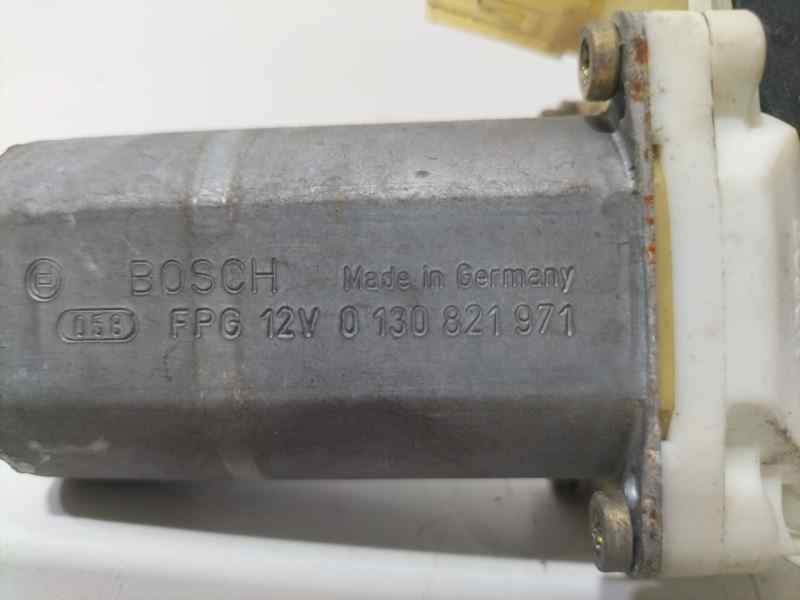 BOSCH Made in Germany
058 FPG 12V 0 130 821 971